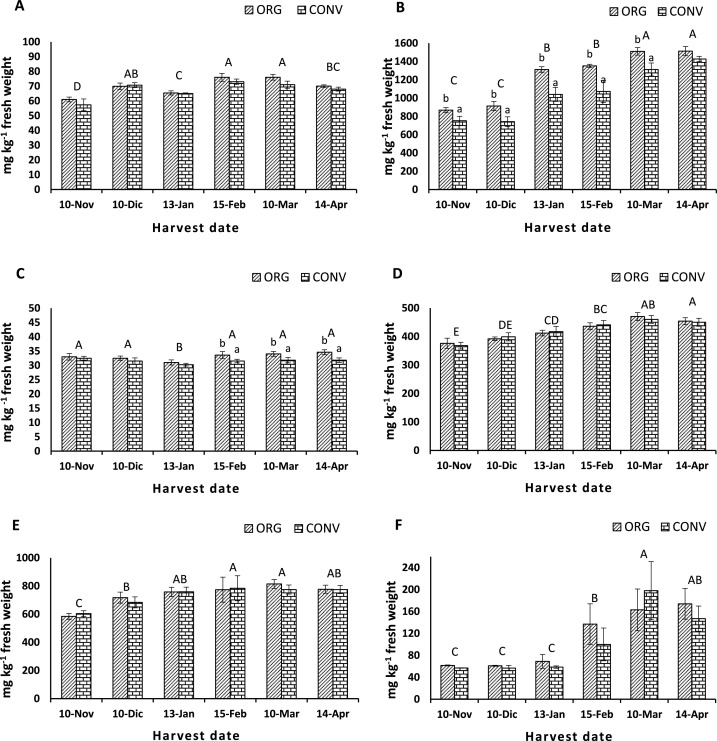 A
ORG CONV
mg kg-1 fresh weight
100
90
80
70
60
50
40
30
20
10
0
D AB C A A BC
10-Nov 10-Dic 13-Jan 15-Feb 10-Mar 14-Apr
Harvest date
B
ORG CONV
mg kg-1 fresh weight
1600
1400
1200
1000
800
600
400
200
0
C C B B A A
b a b a b a b a b a
10-Nov 10-Dic 13-Jan 15-Feb 10-Mar 14-Apr
Harvest date
C
ORG CONV
mg kg-1 fresh weight
50
45
40
35
30
25
20
15
10
5
0
A A B A A A
b a b a b a
10-Nov 10-Dic 13-Jan 15-Feb 10-Mar 14-Apr
Harvest date
D
ORG CONV
mg kg-1 fresh weight
500
400
300
200
100
0
E DE CD BC AB A
10-Nov 10-Dic 13-Jan 15-Feb 10-Mar 14-Apr
Harvest date
E
ORG CONV
mg kg-1 fresh weight
1000
800
600
400
200
0
C B AB A A AB
10-Nov 10-Dic 13-Jan 15-Feb 10-Mar 14-Apr
Harvest date
F
ORG CONV
mg kg-1 fresh weight
240
200
160
120
80
40
0
C C C B A AB
10-Nov 10-Dic 13-Jan 15-Feb 10-Mar 14-Apr
Harvest date